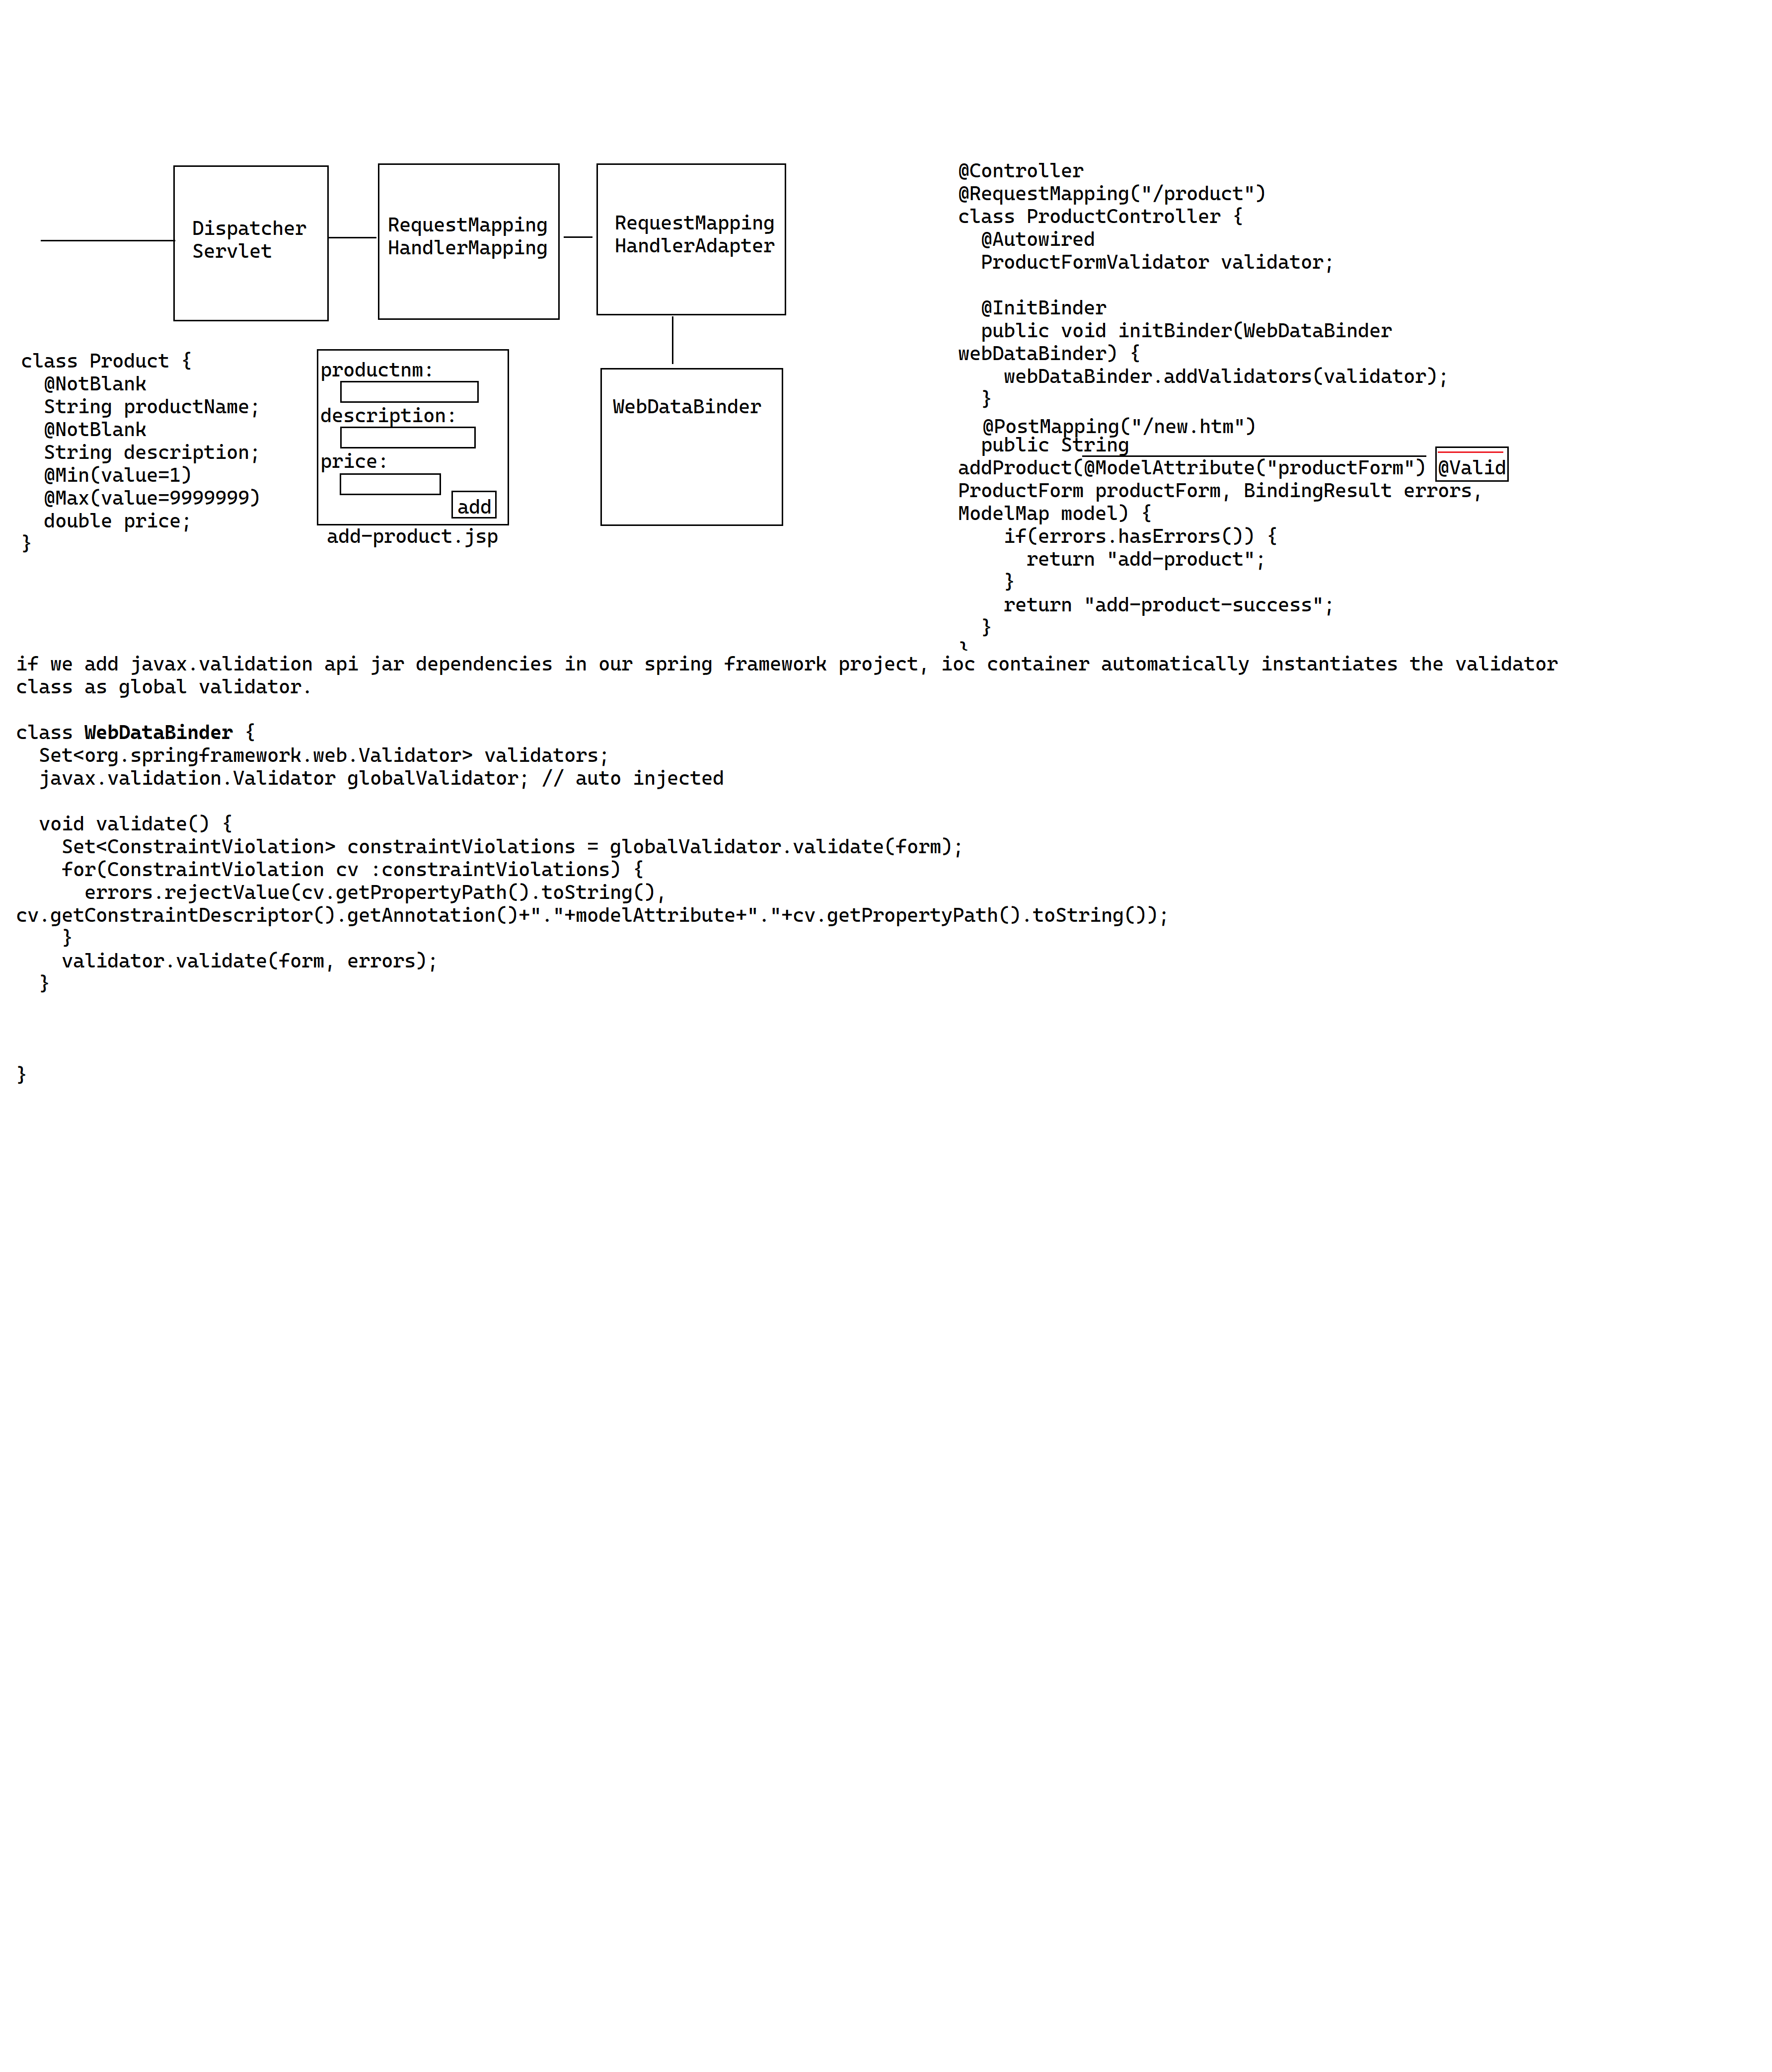 Dispatcher
Servlet
RequestMapping
HandlerMapping
RequestMapping
HandlerAdapter
class Product {
@NotBlank
String productName;
@NotBlank
String description;
@Min(value=1)
@Max(value=9999999)
double price;
}
productnm:
description:
price:
add
add-product.jsp
WebDataBinder
@Controller
@RequestMapping("/product")
class ProductController {
@Autowired
ProductFormValidator validator;
@InitBinder
public void initBinder(WebDataBinder
webDataBinder) {
webDataBinder.addValidators(validator);
}
@PostMapping("/new.htm")
public String
addProduct(@ModelAttribute("productForm") @Valid
ProductForm productForm, BindingResult errors,
ModelMap model) {
if(errors.hasErrors()) {
return "add-product";
}
return "add-product-success";
}
}
if we add javax.validation api jar dependencies in our spring framework project, ioc container automatically instantiates the validator
class as global validator.
class WebDataBinder {
Set<org.springframework.web.Validator> validators;
javax.validation.Validator globalValidator; // auto injected
void validate() {
Set<ConstraintViolation> constraintViolations = globalValidator.validate(form);
for(ConstraintViolation cv :constraintViolations) {
errors.rejectValue(cv.getPropertyPath().toString(),
cv.getConstraintDescriptor().getAnnotation()+"."+modelAttribute+"."+cv.getPropertyPath().toString());
}
validator.validate(form, errors);
}
}